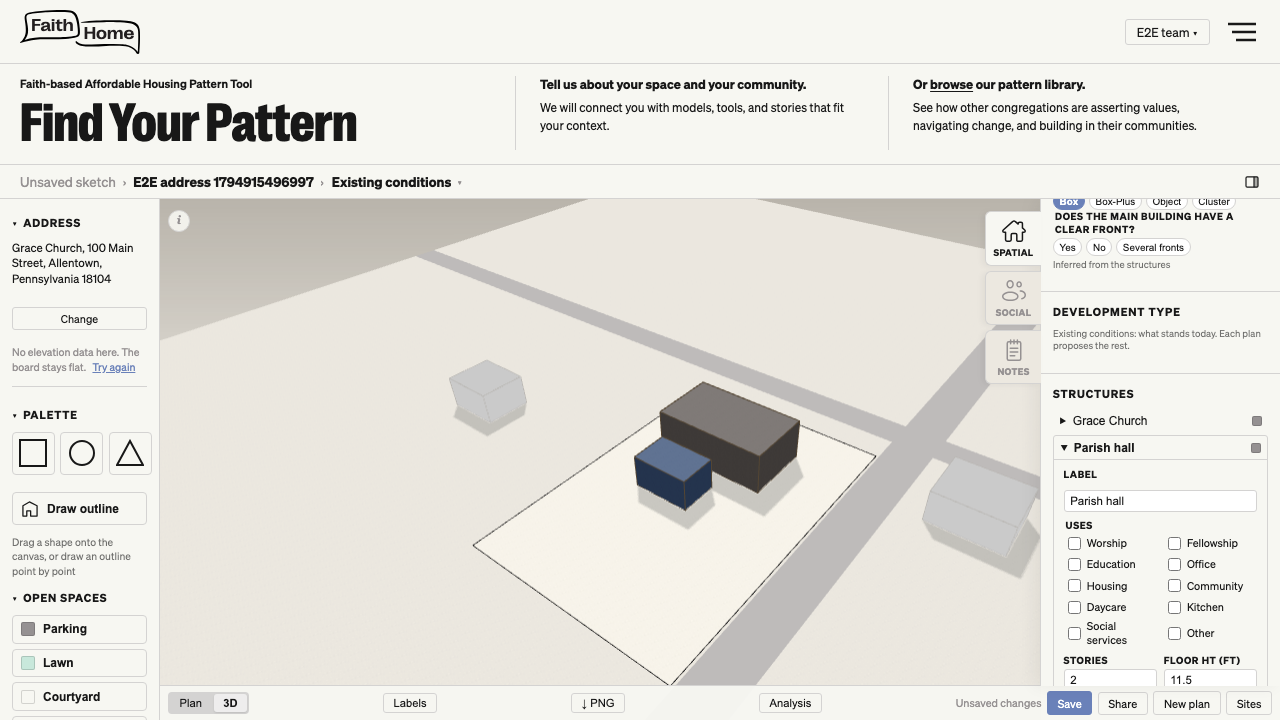 Faith
Home
E2E team ▾
Faith-based Affordable Housing Pattern Tool
Find Your Pattern
Tell us about your space and your community.
We will connect you with models, tools, and stories that fit
your context.
Or browse our pattern library.
See how other congregations are asserting values,
navigating change, and building in their communities.
Unsaved sketch › E2E address 1794915496997 › Existing conditions ▾
▾ ADDRESS
Grace Church, 100 Main
Street, Allentown,
Pennsylvania 18104
Change
No elevation data here. The
board stays flat. Try again
▾ PALETTE
Draw outline
Drag a shape onto the
canvas, or draw an outline
point by point
▾ OPEN SPACES
Parking
Lawn
Courtyard
i
SPATIAL
SOCIAL
NOTES
Box Box-Plus Object Cluster
DOES THE MAIN BUILDING HAVE A
CLEAR FRONT?
Yes No Several fronts
Inferred from the structures
DEVELOPMENT TYPE
Existing conditions: what stands today. Each plan
proposes the rest.
STRUCTURES
▶ Grace Church
▼ Parish hall
LABEL
Parish hall
USES
Worship Fellowship
Education Office
Housing Community
Daycare Kitchen
Social
services Other
STORIES FLOOR HT (FT)
2 11.5
Plan 3D Labels ↓ PNG Analysis Unsaved changes Save Share New plan Sites